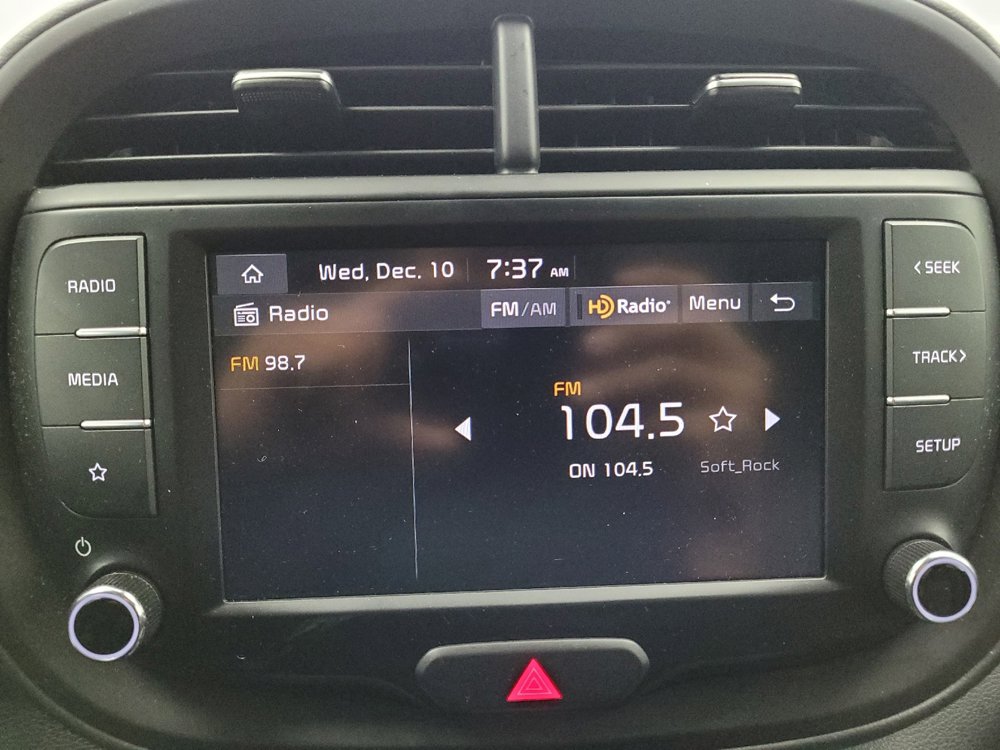 Wed, Dec. 10 7:37 AM
Radio FM/AM HD Radio Menu
FM 98.7
FM
104.5
ON 104.5 Soft_Rock
RADIO
MEDIA
< SEEK
TRACK >
SETUP